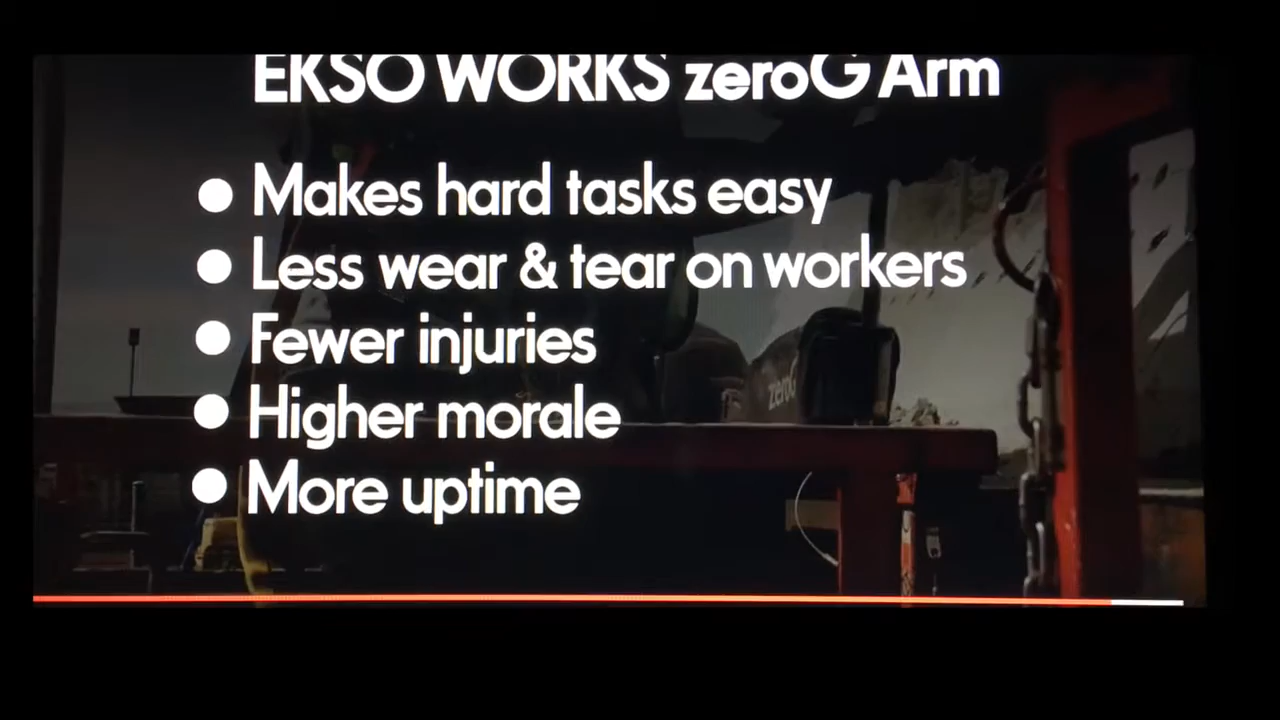 EKSO WORKS zeroG Arm
● Makes hard tasks easy
● Less wear & tear on workers
● Fewer injuries
● Higher morale
● More uptime
zeroG